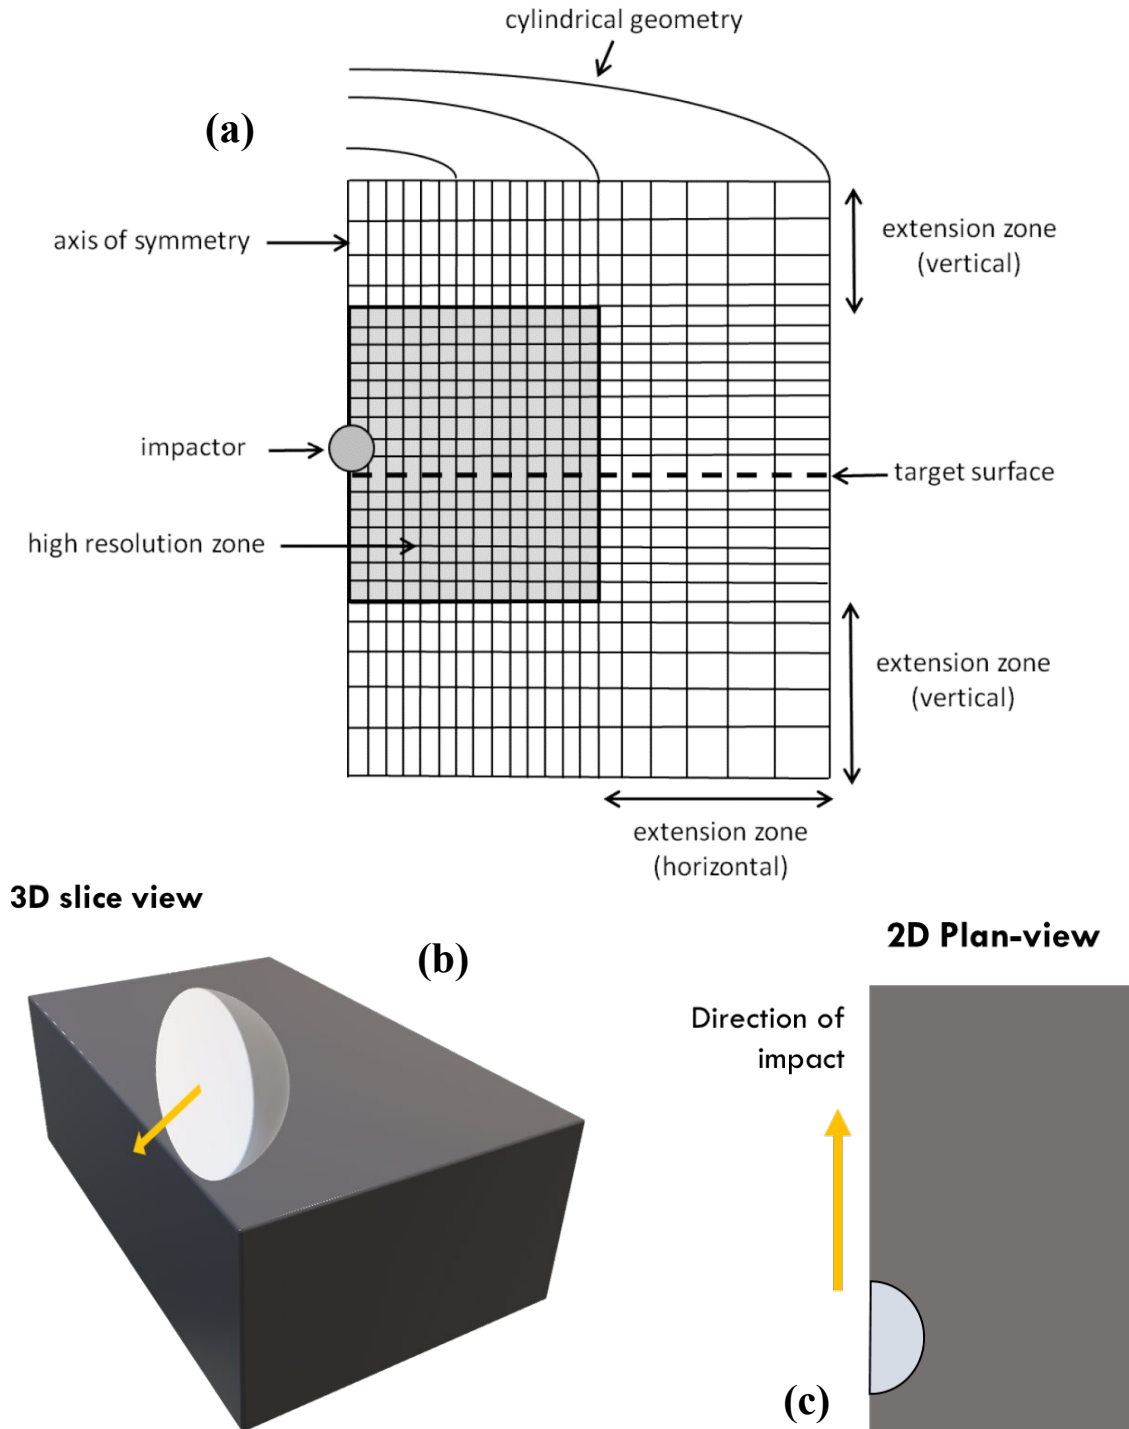 cylindrical geometry
(a)
axis of symmetry
extension zone
(vertical)
impactor
target surface
high resolution zone
extension zone
(vertical)
extension zone
(horizontal)
3D slice view
(b)
2D Plan-view
Direction of
impact
(c)